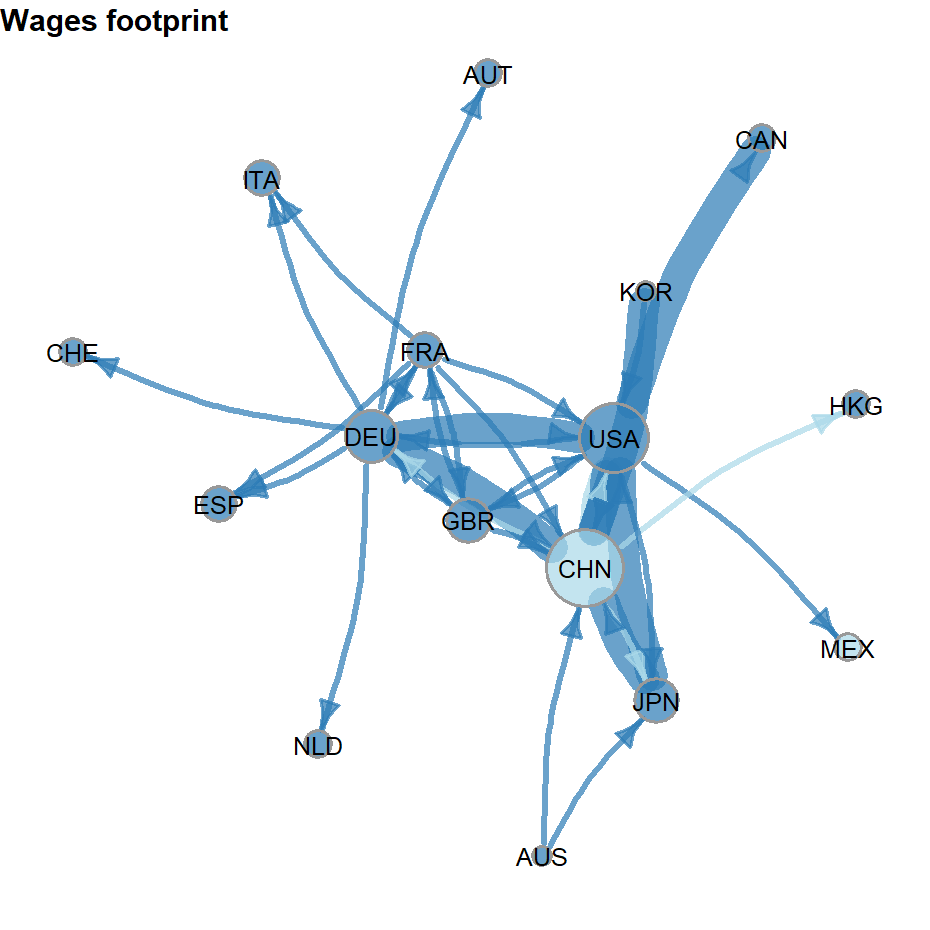 Wages footprint
AUT
CAN
ITA
KOR
CHE
FRA
HKG
DEU
USA
ESP
GBR
CHN
MEX
JPN
NLD
AUS